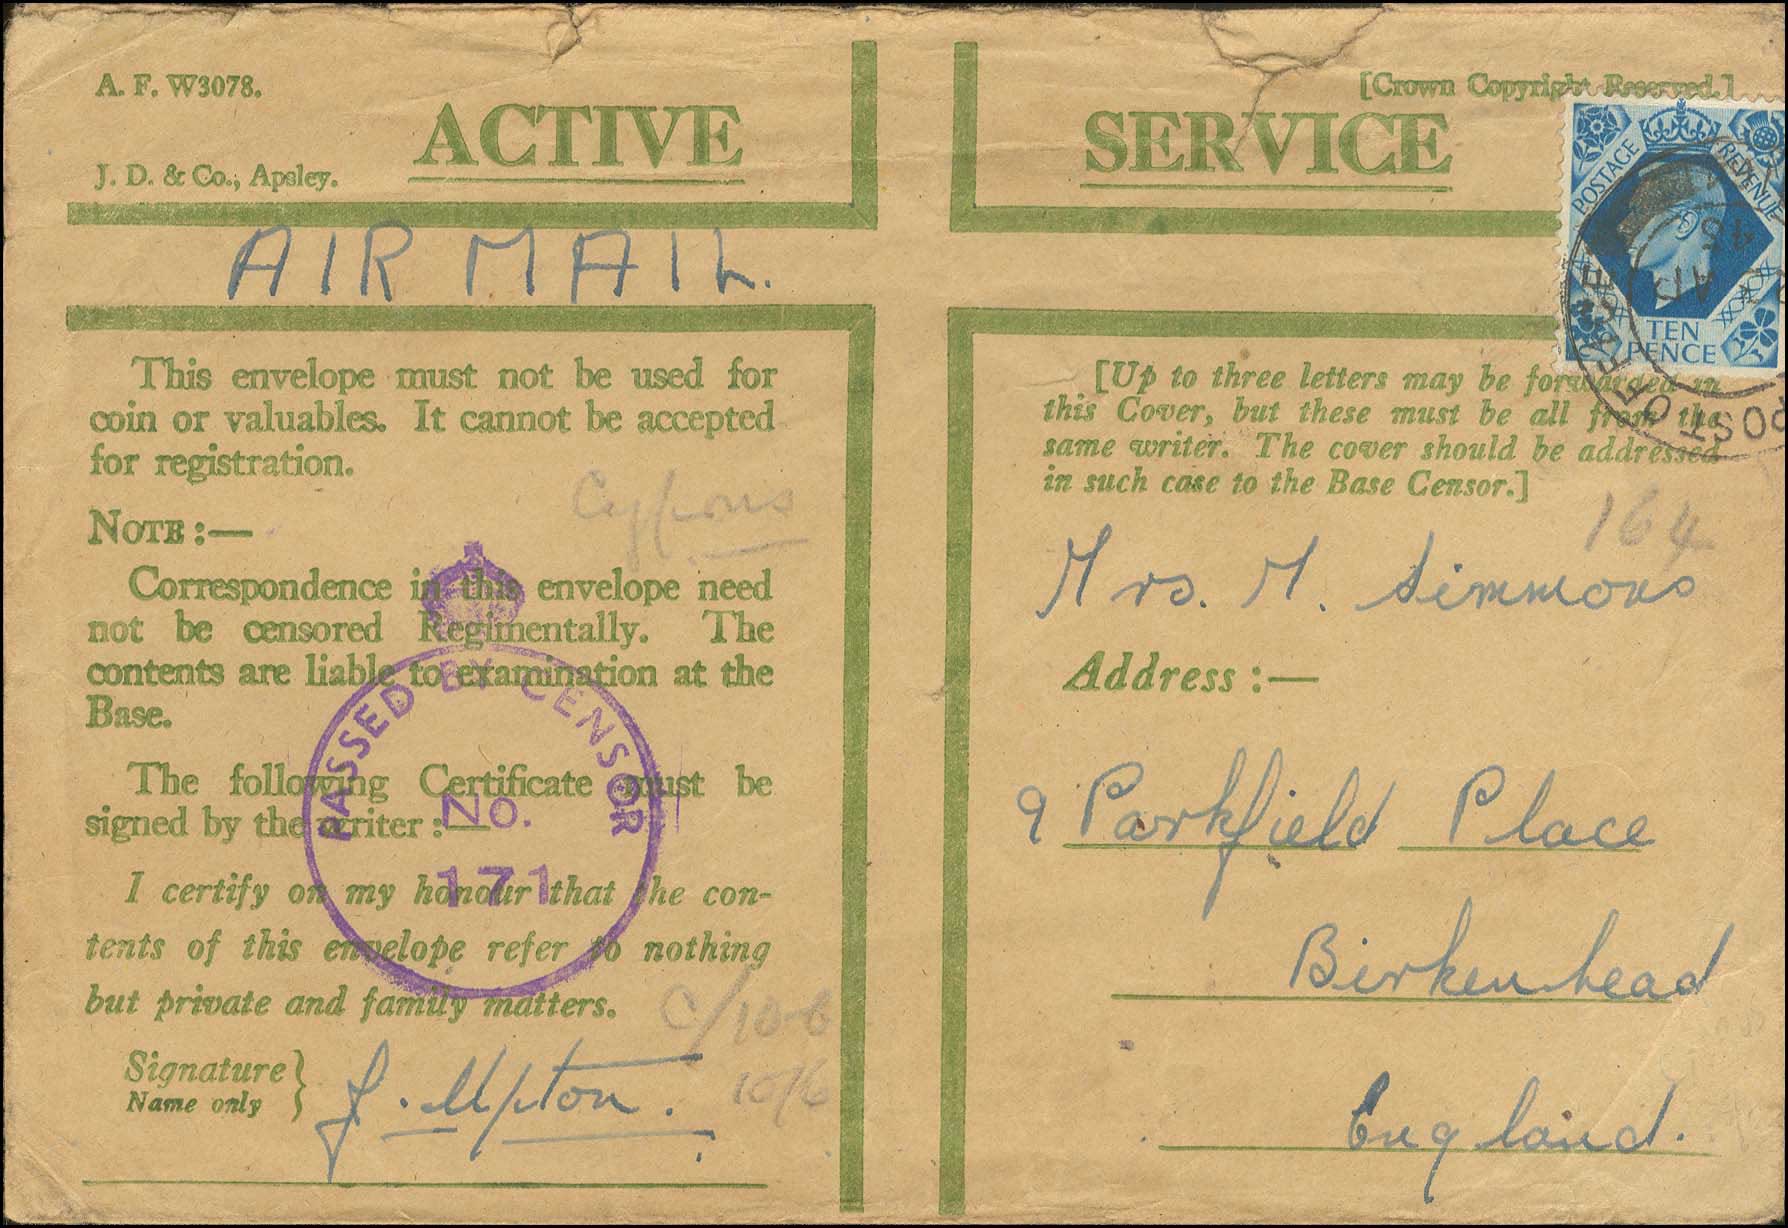 A. F. W3078.
[Crown Copyright Reserved.]
ACTIVE SERVICE
J. D. & Co., Apsley.
POSTAGE REVENUE
TEN
PENCE
AIR MAIL.
This envelope must not be used for
coin or valuables. It cannot be accepted
for registration.
Cyprus
NOTE :—
Correspondence in this envelope need
not be censored Regimentally. The
contents are liable to examination at the
Base.
The following Certificate must be
signed by the writer :—
I certify on my honour that the con-
tents of this envelope refer to nothing
but private and family matters.
Signature
Name only
J. Upton.
C/10-6
10/6
PASSED BY CENSOR
No.
171
[Up to three letters may be forwarded in
this Cover, but these must be all from the
same writer. The cover should be addressed
in such case to the Base Censor.]
164
Mrs. M. Simmons
Address :—
9 Parkfield Place
Birkenhead
England.